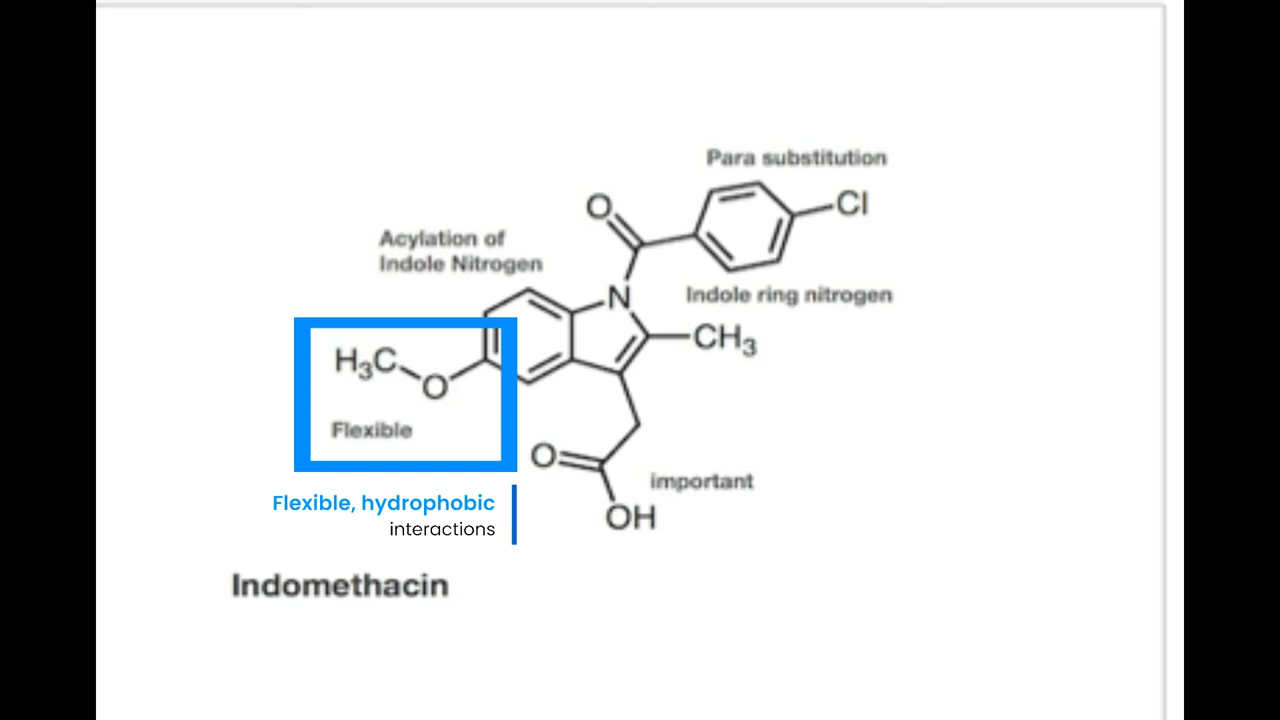 Para substitution
O
Cl
Acylation of
Indole Nitrogen
N
Indole ring nitrogen
CH3
H3C
O
Flexible
O
important
OH
Flexible, hydrophobic
interactions
Indomethacin